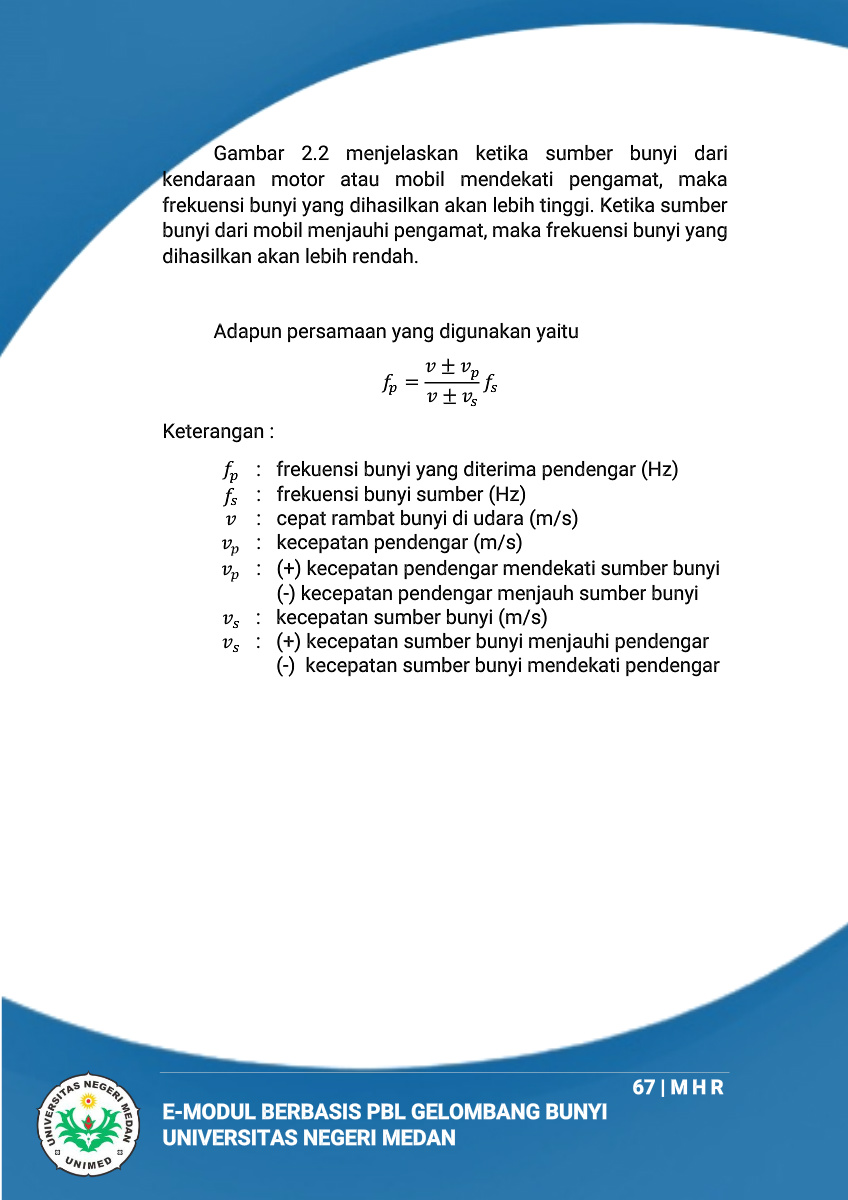 Gambar 2.2 menjelaskan ketika sumber bunyi dari
kendaraan motor atau mobil mendekati pengamat, maka
frekuensi bunyi yang dihasilkan akan lebih tinggi. Ketika sumber
bunyi dari mobil menjauhi pengamat, maka frekuensi bunyi yang
dihasilkan akan lebih rendah.
Adapun persamaan yang digunakan yaitu
f_p = (v ± v_p)/(v ± v_s) f_s
Keterangan :
f_p : frekuensi bunyi yang diterima pendengar (Hz)
f_s : frekuensi bunyi sumber (Hz)
v : cepat rambat bunyi di udara (m/s)
v_p : kecepatan pendengar (m/s)
v_p : (+) kecepatan pendengar mendekati sumber bunyi
(-) kecepatan pendengar menjauh sumber bunyi
v_s : kecepatan sumber bunyi (m/s)
v_s : (+) kecepatan sumber bunyi menjauhi pendengar
(-) kecepatan sumber bunyi mendekati pendengar
67 | M H R
E-MODUL BERBASIS PBL GELOMBANG BUNYI
UNIVERSITAS NEGERI MEDAN
UNIVERSITAS NEGERI MEDAN
UNIMED